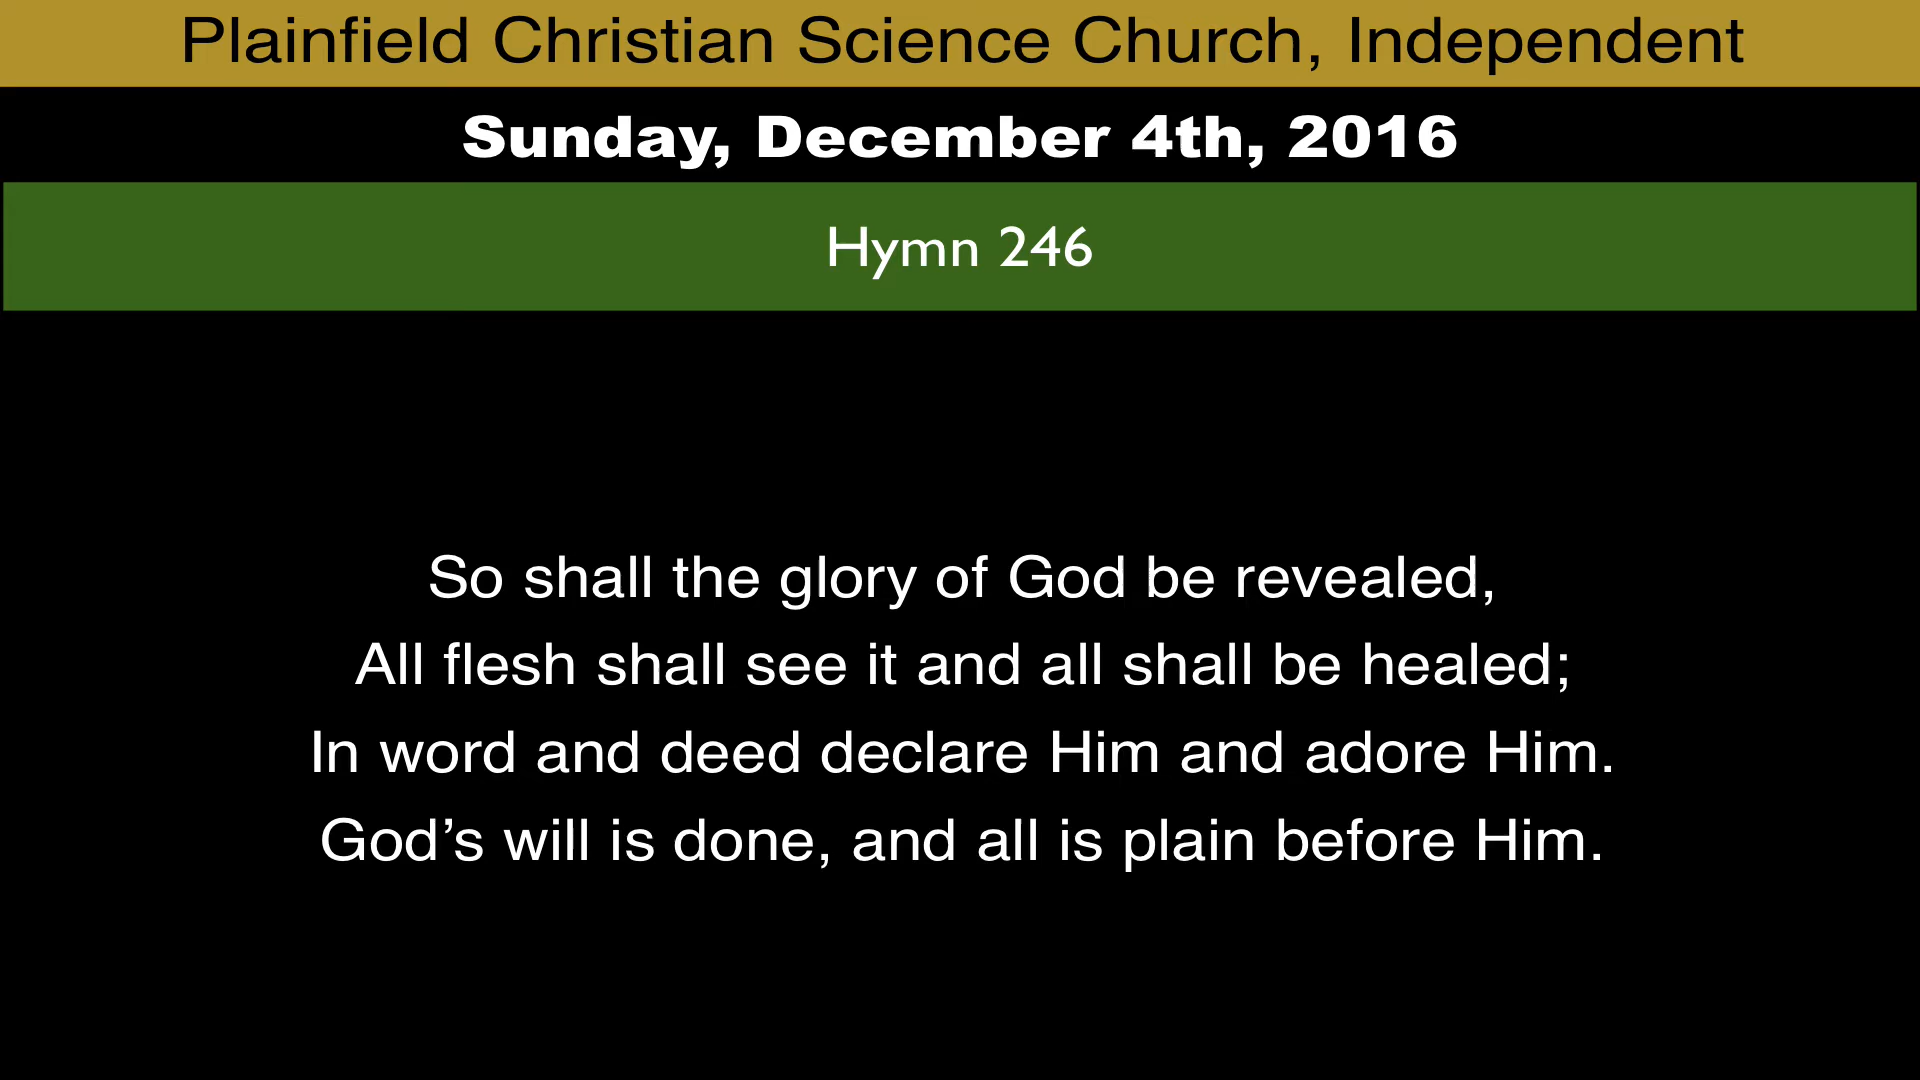 Plainfield Christian Science Church, Independent
Sunday, December 4th, 2016
Hymn 246
So shall the glory of God be revealed,
All flesh shall see it and all shall be healed;
In word and deed declare Him and adore Him.
God’s will is done, and all is plain before Him.